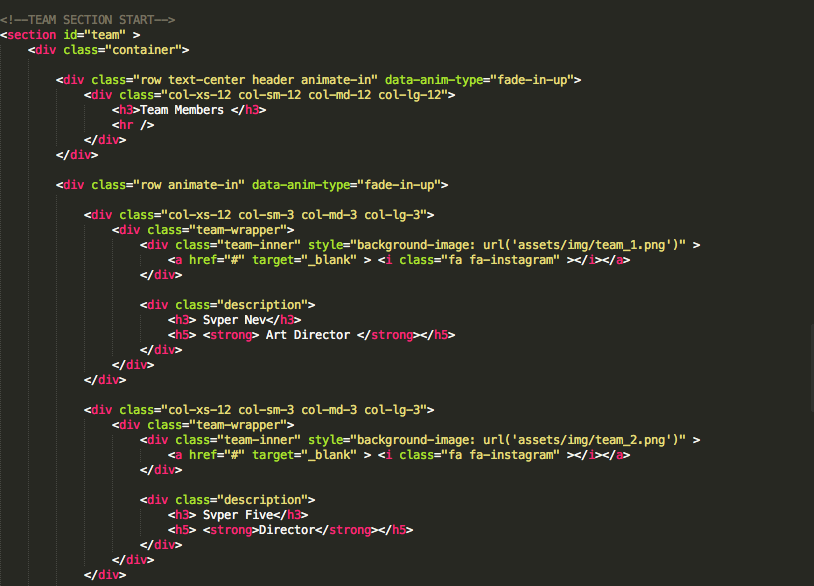 <!--TEAM SECTION START-->
<section id="team" >
<div class="container">
<div class="row text-center header animate-in" data-anim-type="fade-in-up">
<div class="col-xs-12 col-sm-12 col-md-12 col-lg-12">
<h3>Team Members </h3>
<hr />
</div>
</div>
<div class="row animate-in" data-anim-type="fade-in-up">
<div class="col-xs-12 col-sm-3 col-md-3 col-lg-3">
<div class="team-wrapper">
<div class="team-inner" style="background-image: url('assets/img/team_1.png')" >
<a href="#" target="_blank" > <i class="fa fa-instagram" ></i></a>
</div>
<div class="description">
<h3> Svper Nev</h3>
<h5> <strong> Art Director </strong></h5>
</div>
</div>
</div>
<div class="col-xs-12 col-sm-3 col-md-3 col-lg-3">
<div class="team-wrapper">
<div class="team-inner" style="background-image: url('assets/img/team_2.png')" >
<a href="#" target="_blank" > <i class="fa fa-instagram" ></i></a>
</div>
<div class="description">
<h3> Svper Five</h3>
<h5> <strong>Director</strong></h5>
</div>
</div>
</div>